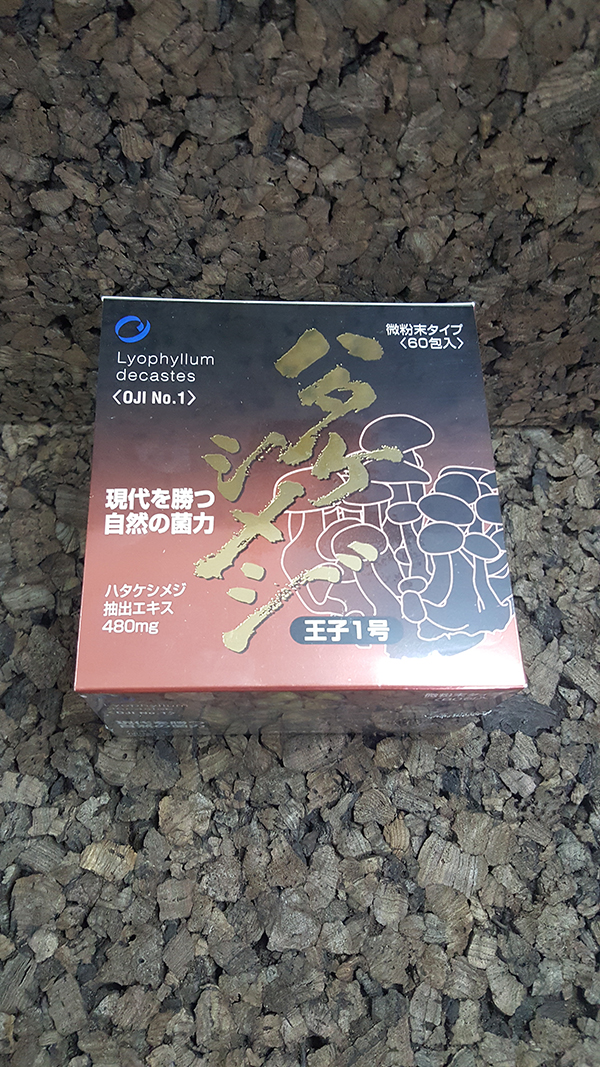 Lyophyllum
decastes
〈OJI No.1〉
微粉末タイプ
〈60包入〉
ハタケシメジ
現代を勝つ
自然の菌力
ハタケシメジ
抽出エキス
480mg
王子1号